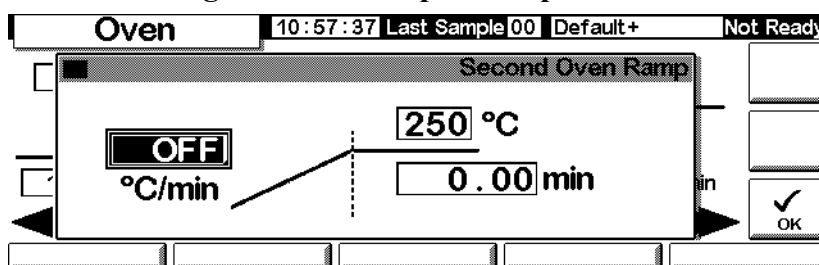 Oven 10:57:37 Last Sample 00 Default+ Not Ready
Second Oven Ramp
250 °C
OFF
°C/min
0.00 min
in
OK